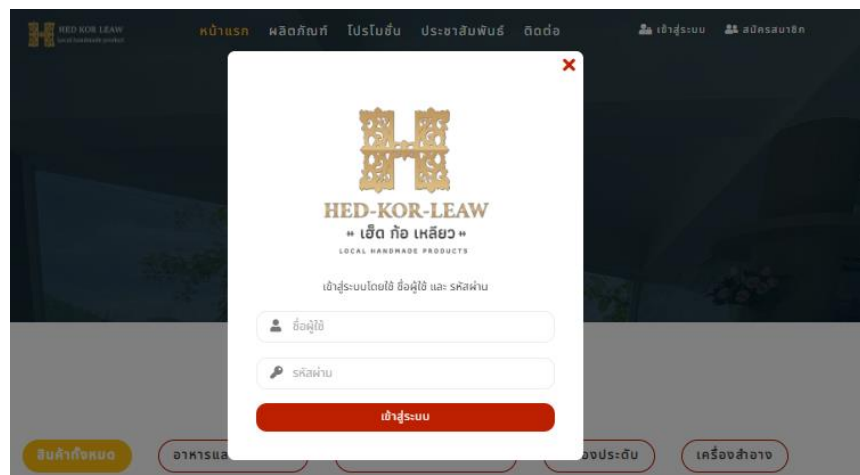 HED KOR LEAW
Local handmade product
หน้าแรก ผลิตภัณฑ์ โปรโมชั่น ประชาสัมพันธ์ ติดต่อ
เข้าสู่ระบบ สมัครสมาชิก
HED-KOR-LEAW
เฮ็ด ก้อ เหลียว
LOCAL HANDMADE PRODUCTS
เข้าสู่ระบบโดยใช้ ชื่อผู้ใช้ และ รหัสผ่าน
ชื่อผู้ใช้
รหัสผ่าน
เข้าสู่ระบบ
สินค้าทั้งหมด อาหารและ องประดับ เครื่องสำอาง